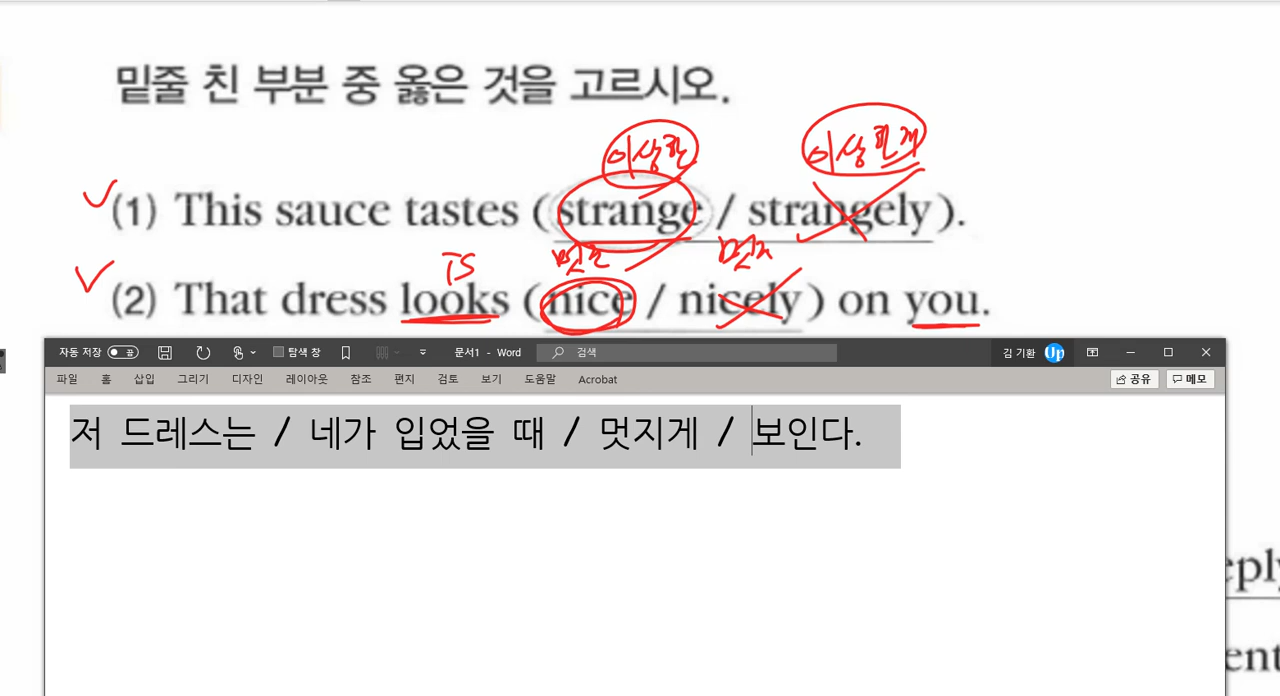 밑줄 친 부분 중 옳은 것을 고르시오.
이상한 이상하게
(1) This sauce tastes (strange / strangely).
IS 멋진 멋지
(2) That dress looks (nice / nicely) on you.
자동 저장 문서1 - Word 검색 김 기환 Up
탐색 창
파일 홈 삽입 그리기 디자인 레이아웃 참조 편지 검토 보기 도움말 Acrobat 공유 메모
저 드레스는 / 네가 입었을 때 / 멋지게 / 보인다.
eply
ent